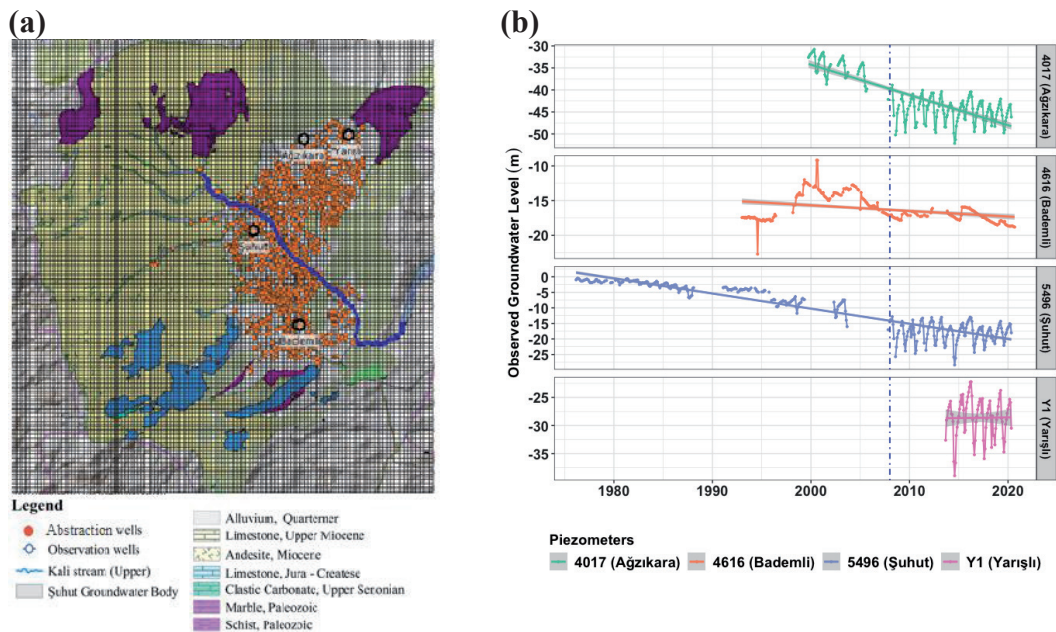 (a)
Ağzıkara
Yarışlı
Şuhut
Bademli
Legend
Abstraction wells
Observation wells
Kali stream (Upper)
Şuhut Groundwater Body
Alluvium, Quarterner
Limestone, Upper Miocene
Andesite, Miocene
Limestone, Jura - Createse
Clastic Carbonate, Upper Senonian
Marble, Paleozoic
Schist, Paleozoic
(b)
Observed Groundwater Level (m)
-30
-35
-40
-45
-50
4017 (Ağzıkara)
-10
-15
-20
4616 (Bademli)
0
-5
-10
-15
-20
-25
5496 (Şuhut)
-25
-30
-35
Y1 (Yarışlı)
1980
1990
2000
2010
2020
Piezometers
4017 (Ağzıkara) 4616 (Bademli) 5496 (Şuhut) Y1 (Yarışlı)